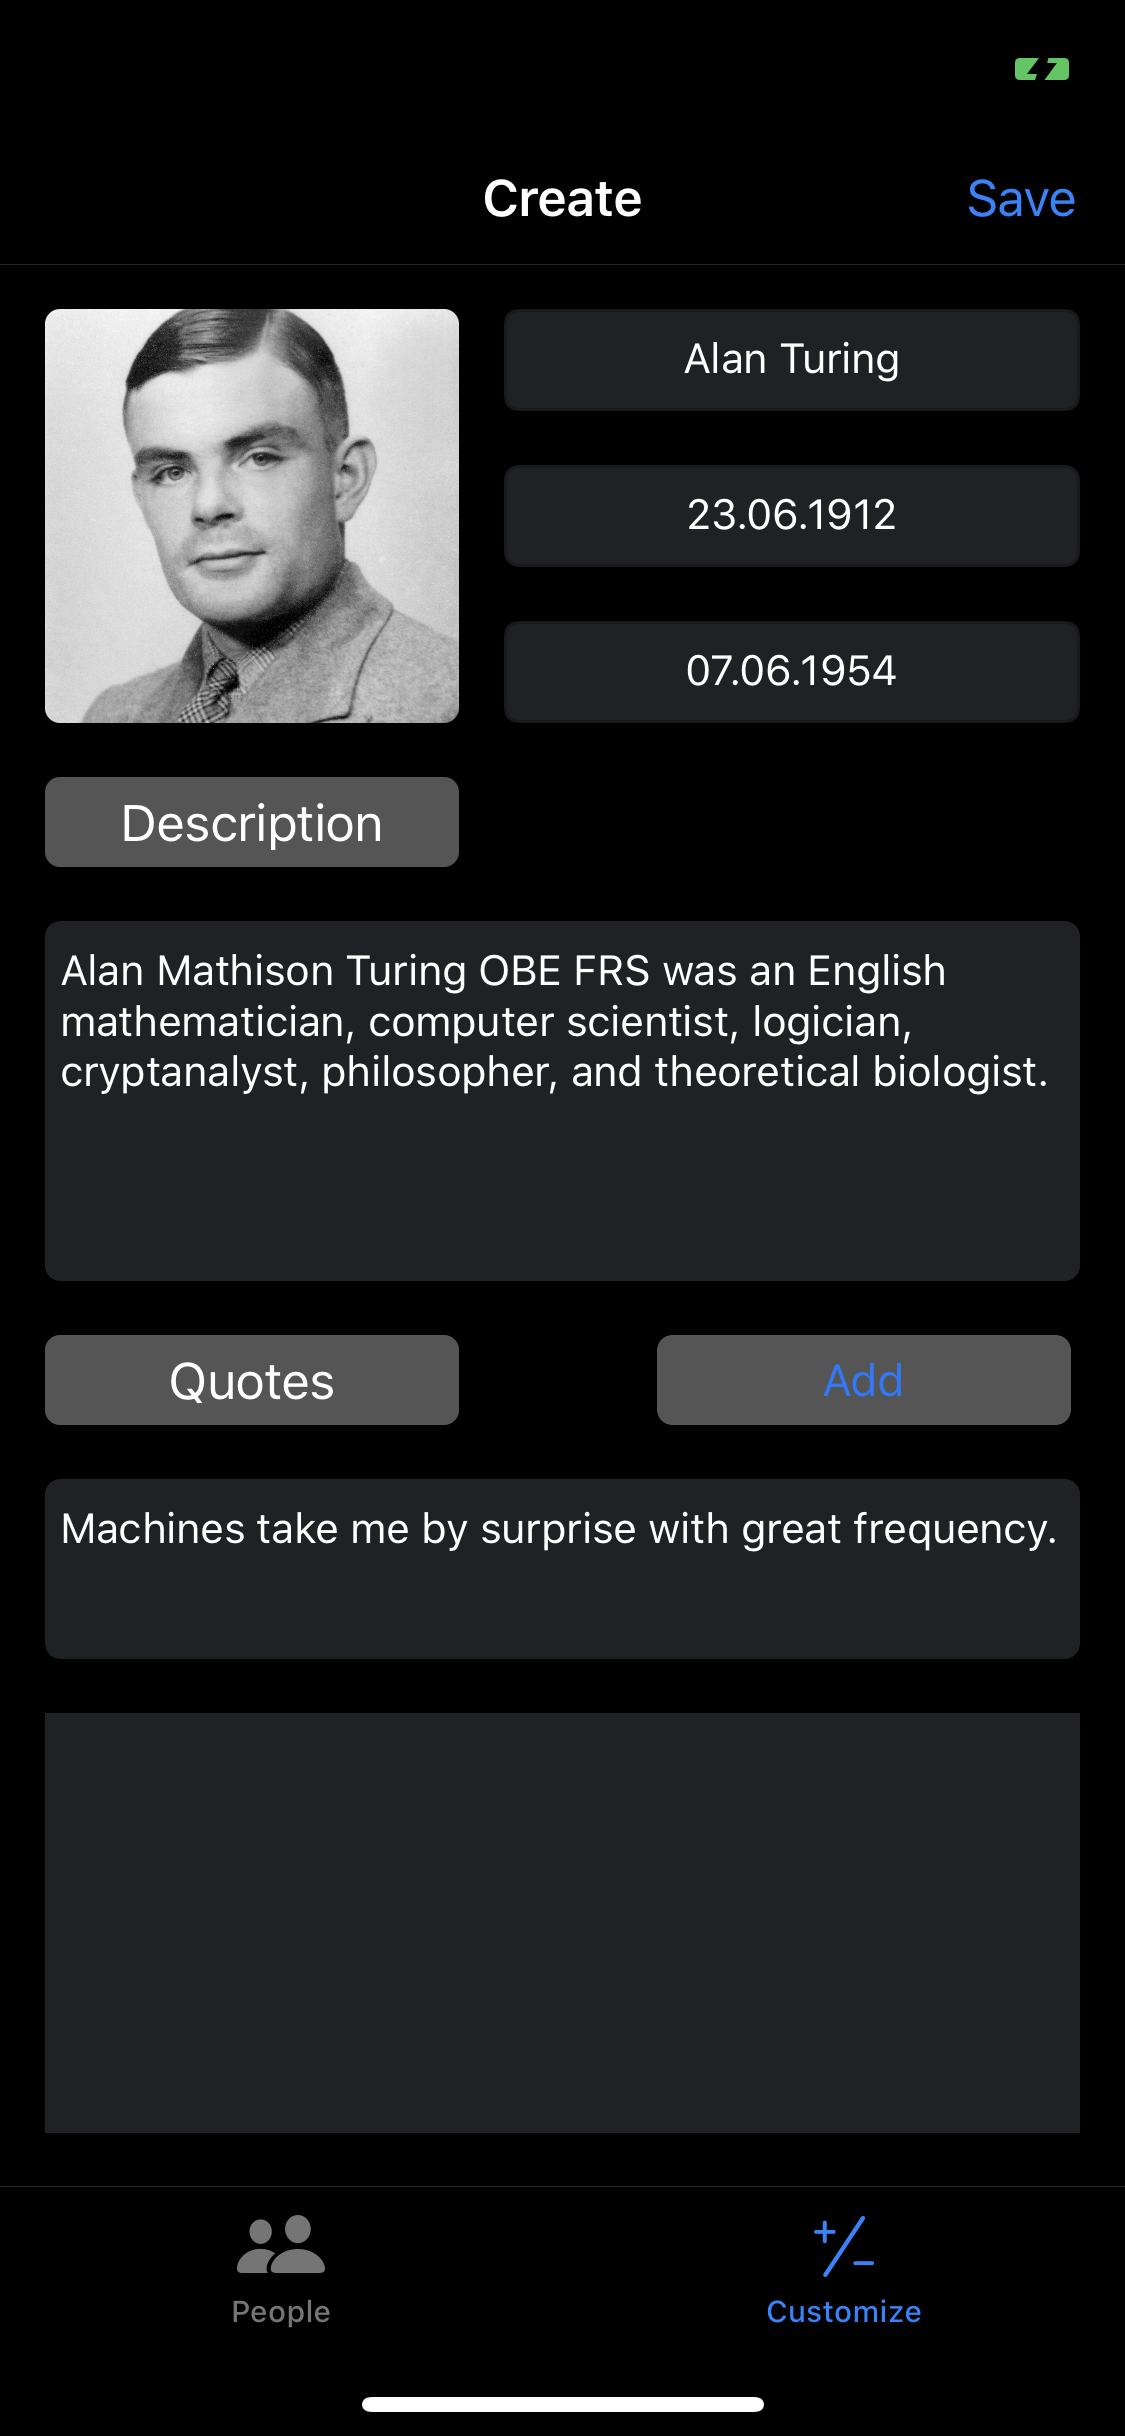 Create
Save
Alan Turing
23.06.1912
07.06.1954
Description
Alan Mathison Turing OBE FRS was an English
mathematician, computer scientist, logician,
cryptanalyst, philosopher, and theoretical biologist.
Quotes
Add
Machines take me by surprise with great frequency.
People
Customize